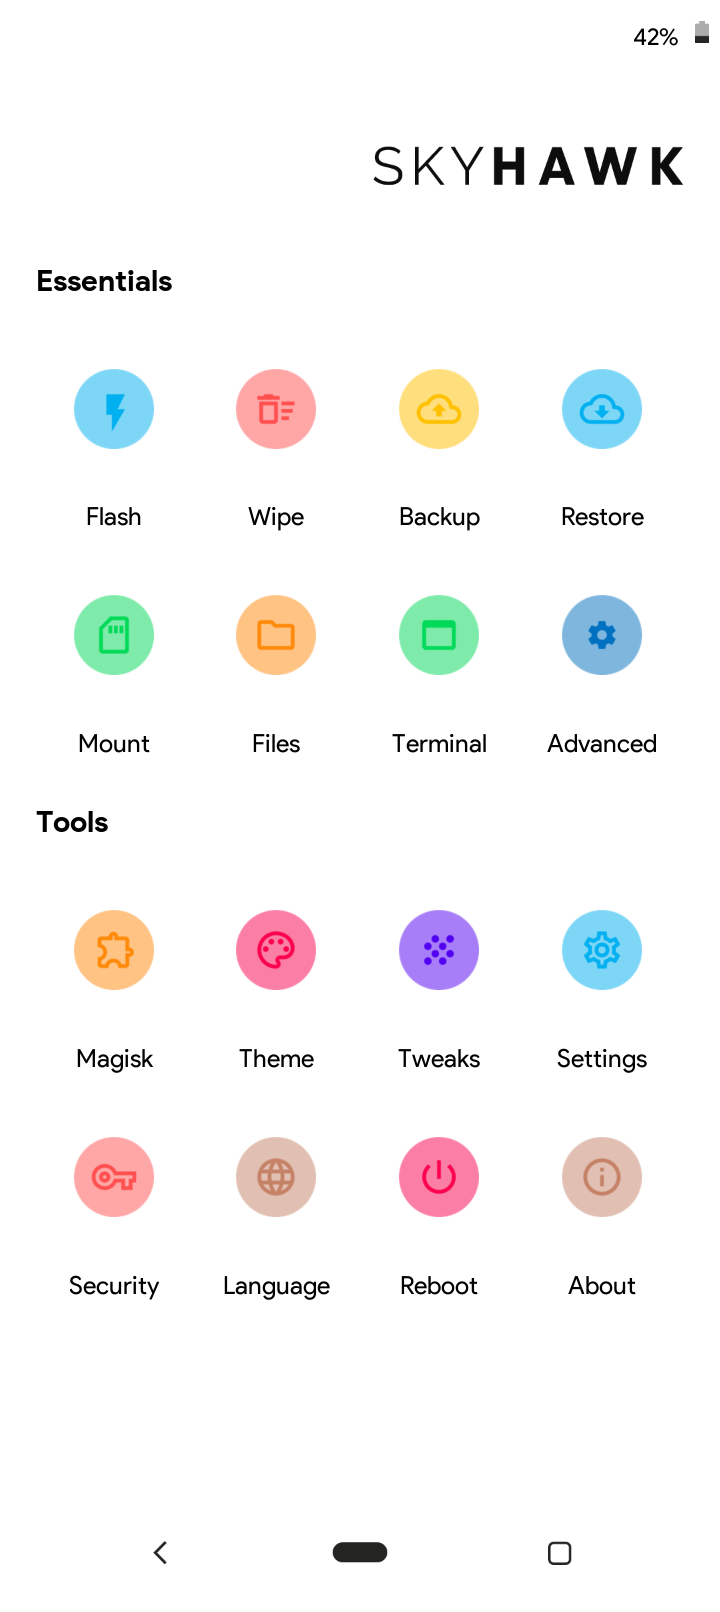 42%
SKYHAWK
Essentials
Flash Wipe Backup Restore
Mount Files Terminal Advanced
Tools
Magisk Theme Tweaks Settings
Security Language Reboot About